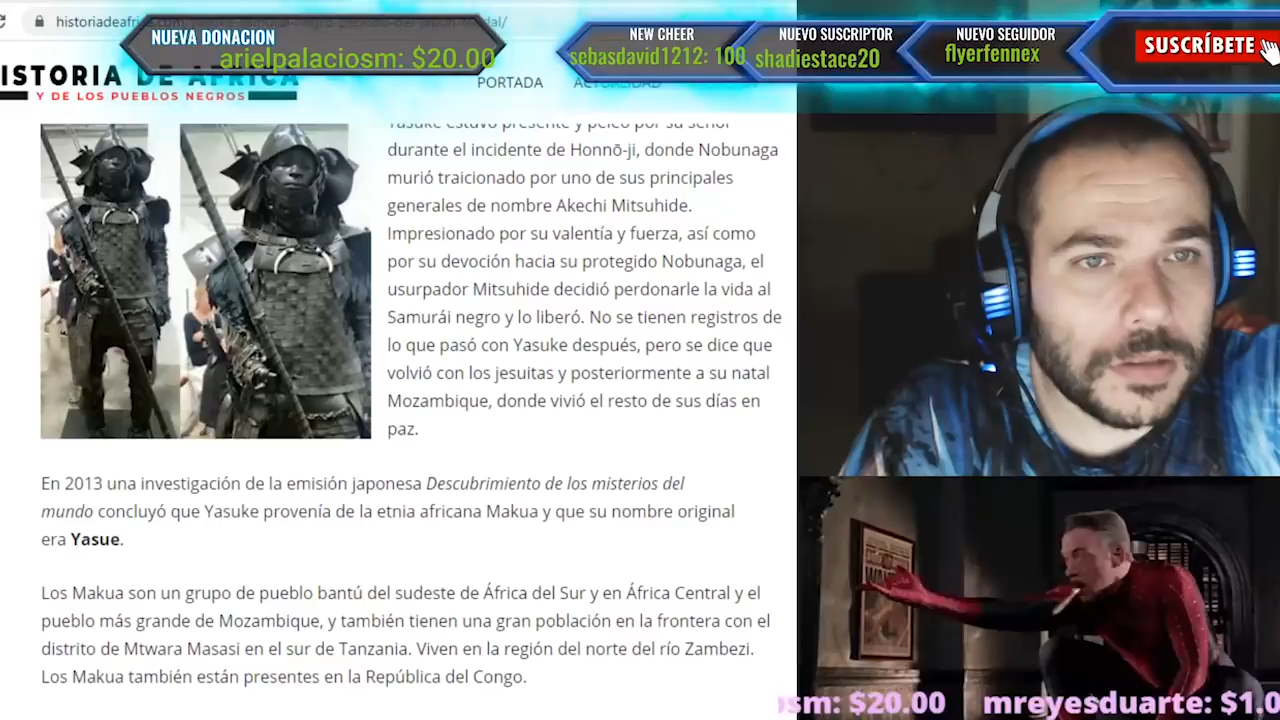 historiadeafri
feudal/
NUEVA DONACION
arielpalaciosm: $20.00
NEW CHEER
sebasdavid1212: 100
NUEVO SUSCRIPTOR
shadiestace20
NUEVO SEGUIDOR
flyerfennex
SUSCRÍBETE
ISTORIA DE AFRICA
Y DE LOS PUEBLOS NEGROS
PORTADA
ACTUALIDAD
Yasuke estuvo presente y peleó por su señor
durante el incidente de Honnō-ji, donde Nobunaga
murió traicionado por uno de sus principales
generales de nombre Akechi Mitsuhide.
Impresionado por su valentía y fuerza, así como
por su devoción hacia su protegido Nobunaga, el
usurpador Mitsuhide decidió perdonarle la vida al
Samurái negro y lo liberó. No se tienen registros de
lo que pasó con Yasuke después, pero se dice que
volvió con los jesuitas y posteriormente a su natal
Mozambique, donde vivió el resto de sus días en
paz.
En 2013 una investigación de la emisión japonesa Descubrimiento de los misterios del
mundo concluyó que Yasuke provenía de la etnia africana Makua y que su nombre original
era Yasue.
Los Makua son un grupo de pueblo bantú del sudeste de África del Sur y en África Central y el
pueblo más grande de Mozambique, y también tienen una gran población en la frontera con el
distrito de Mtwara Masasi en el sur de Tanzania. Viven en la región del norte del río Zambezi.
Los Makua también están presentes en la República del Congo.
sm: $20.00 mreyesduarte: $1.0